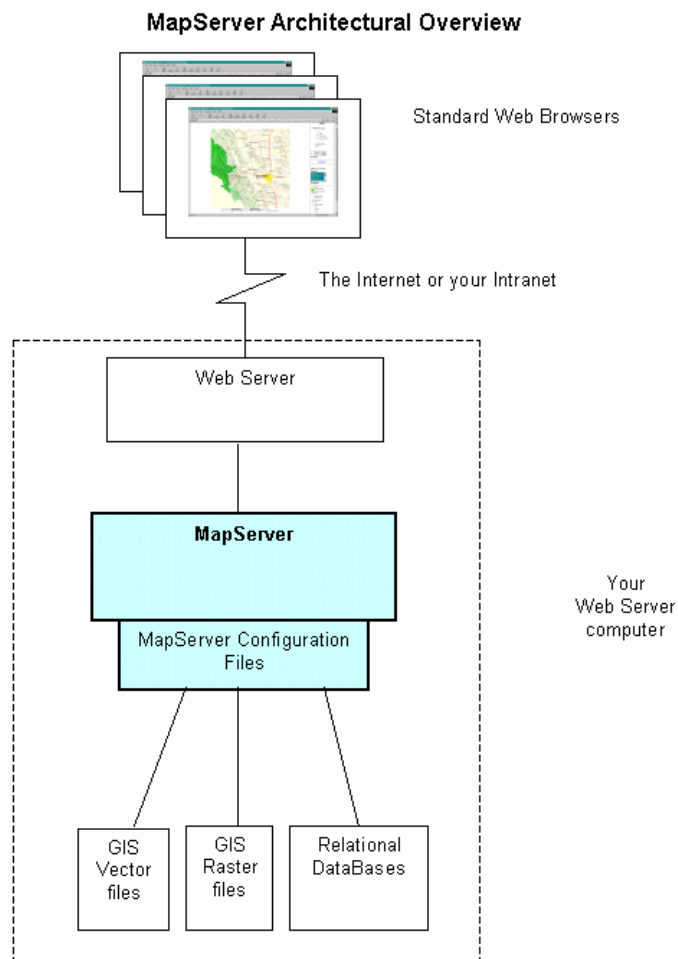 MapServer Architectural Overview
Standard Web Browsers
The Internet or your Intranet
Web Server
MapServer
MapServer Configuration
Files
Your
Web Server
computer
GIS
Vector
files
GIS
Raster
files
Relational
DataBases